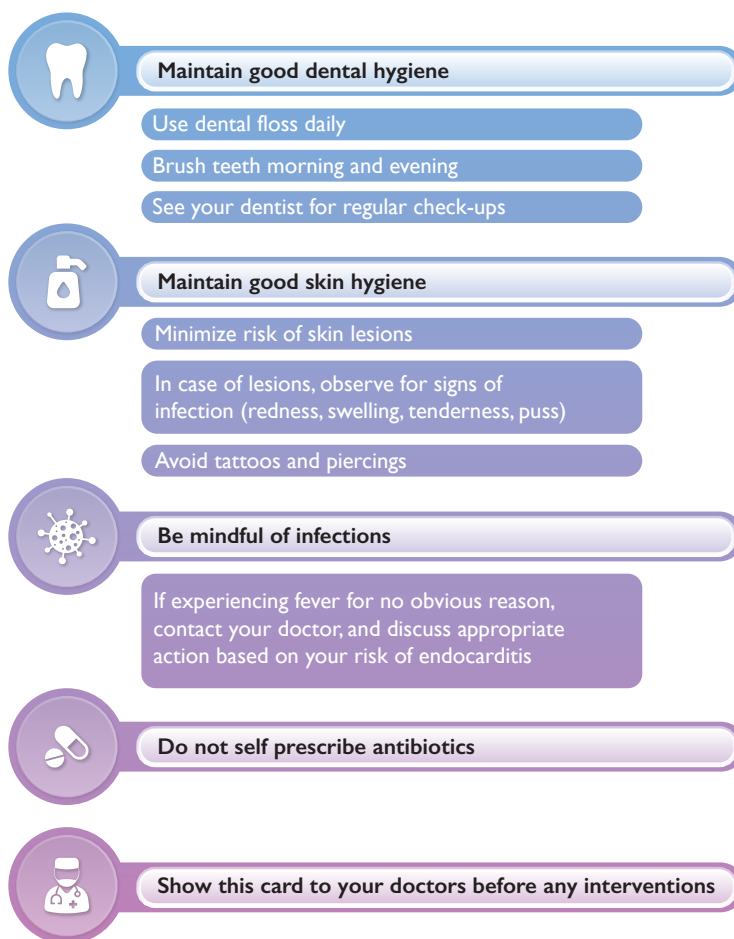 Maintain good dental hygiene
Use dental floss daily
Brush teeth morning and evening
See your dentist for regular check-ups
Maintain good skin hygiene
Minimize risk of skin lesions
In case of lesions, observe for signs of
infection (redness, swelling, tenderness, puss)
Avoid tattoos and piercings
Be mindful of infections
If experiencing fever for no obvious reason,
contact your doctor, and discuss appropriate
action based on your risk of endocarditis
Do not self prescribe antibiotics
Show this card to your doctors before any interventions